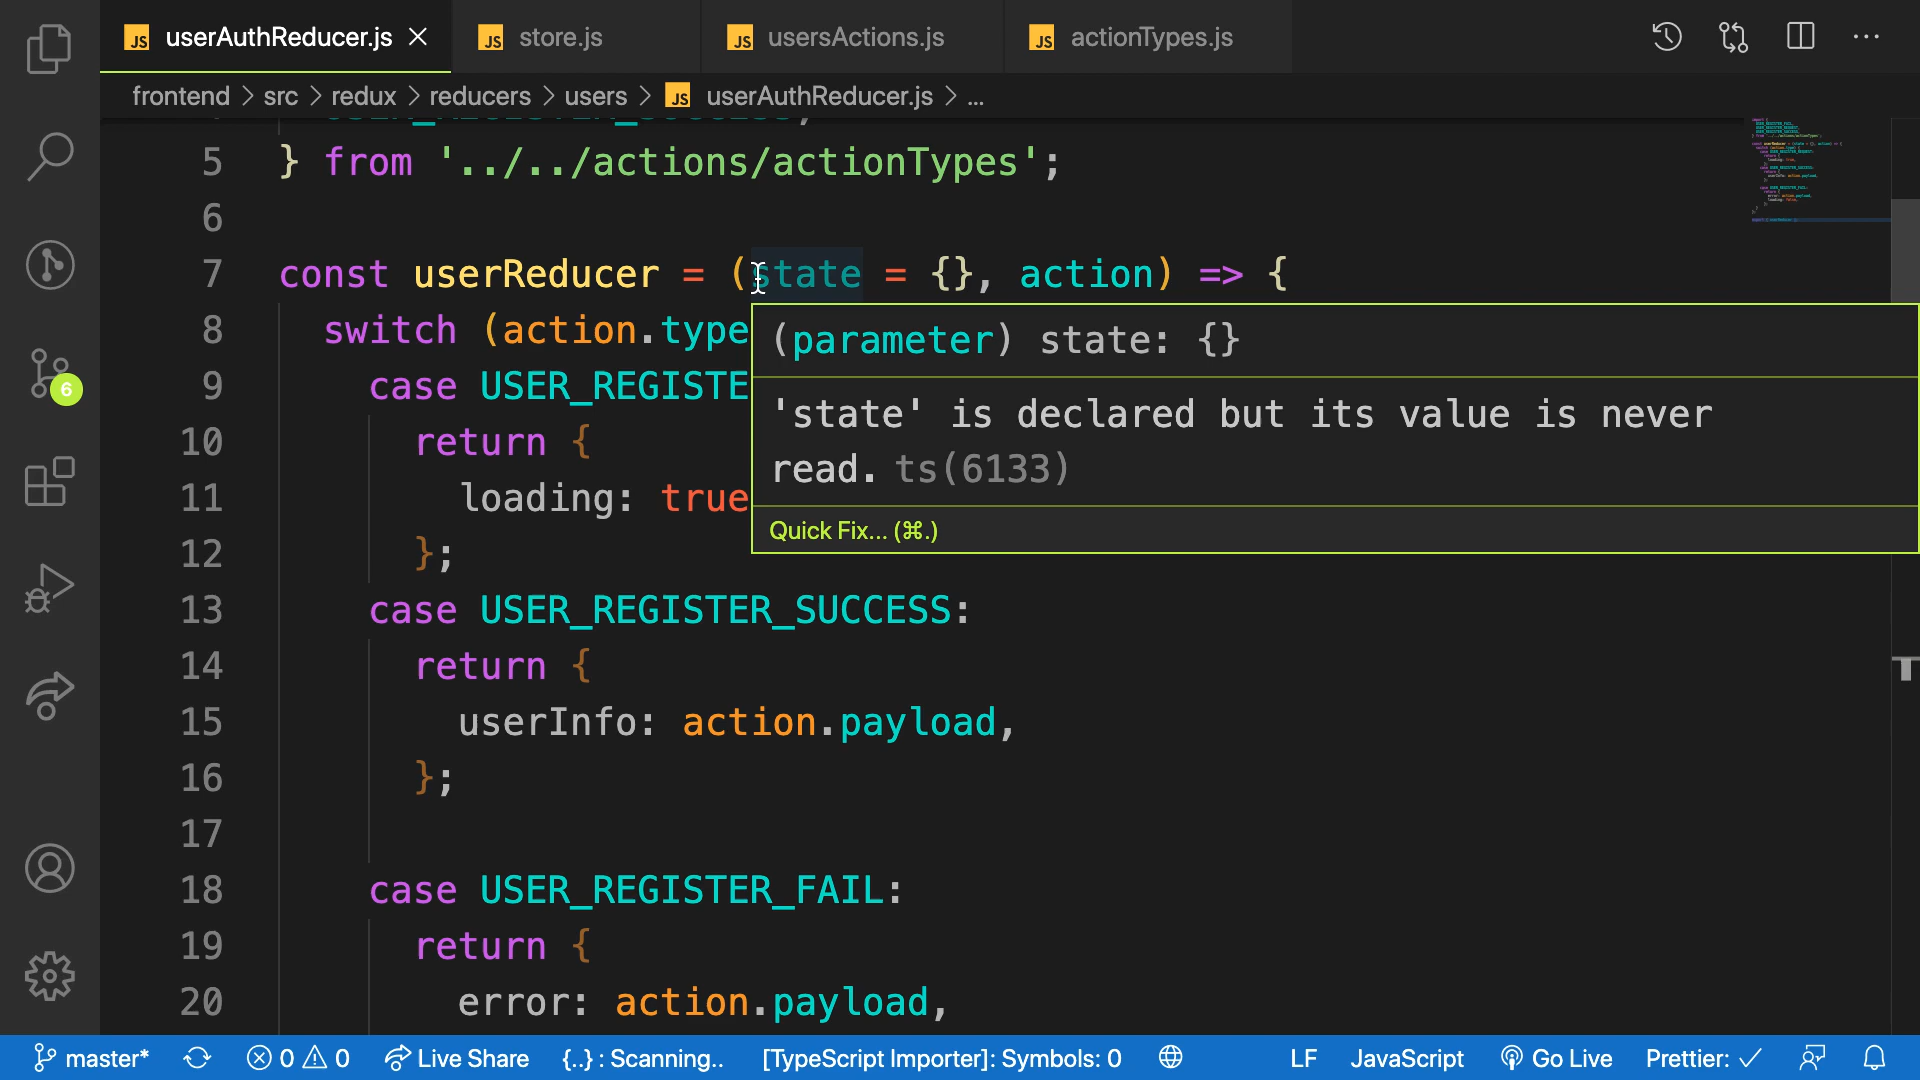 JS userAuthReducer.js
JS store.js
JS usersActions.js
JS actionTypes.js
frontend > src > redux > reducers > users > JS userAuthReducer.js > ...
5 } from '../../actions/actionTypes';
6
7 const userReducer = (state = {}, action) => {
8 switch (action.type
(parameter) state: {}
9 case USER_REGISTE
'state' is declared but its value is never
read. ts(6133)
10 return {
11 loading: true
Quick Fix... (⌘.)
12 };
13 case USER_REGISTER_SUCCESS:
14 return {
15 userInfo: action.payload,
16 };
17
18 case USER_REGISTER_FAIL:
19 return {
20 error: action.payload,
6
master* 0 0 Live Share {..} : Scanning.. [TypeScript Importer]: Symbols: 0 LF JavaScript Go Live Prettier: ✓